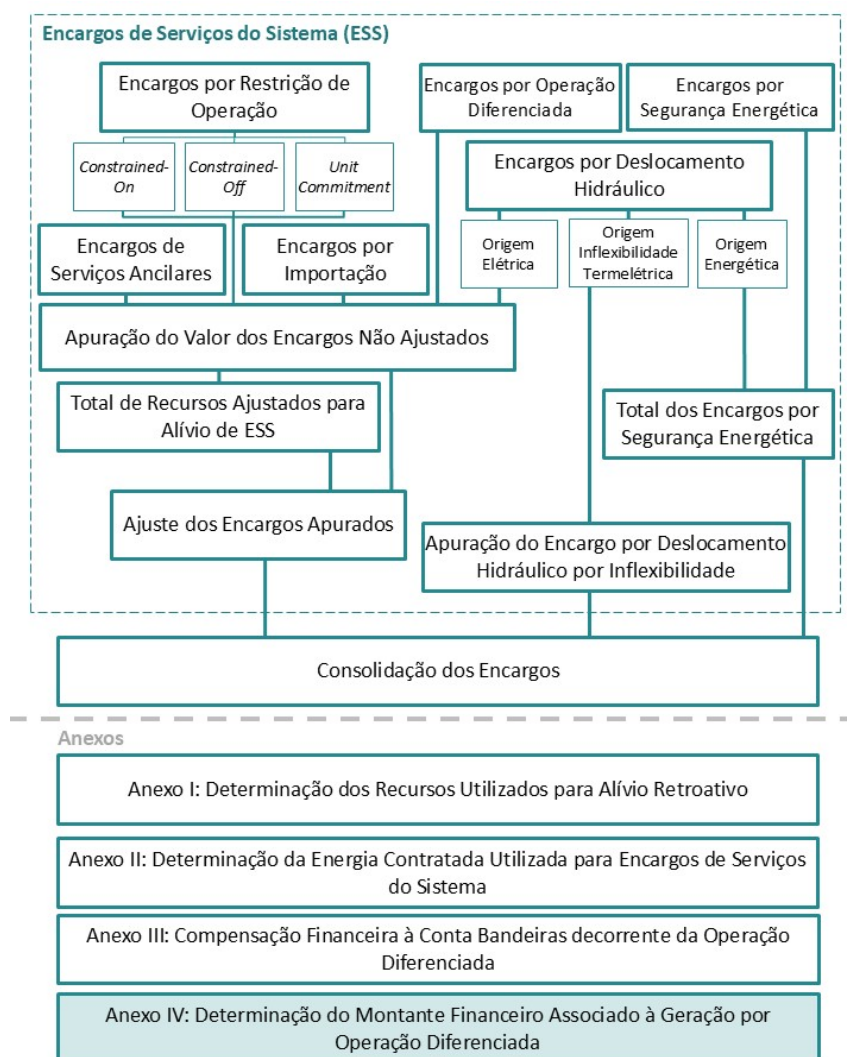 Encargos de Serviços do Sistema (ESS)
Encargos por Restrição de
Operação
Encargos por Operação
Diferenciada
Encargos por
Segurança Energética
Constrained-
On
Constrained-
Off
Unit
Commitment
Encargos por Deslocamento
Hidráulico
Encargos de
Serviços Ancilares
Encargos por
Importação
Origem
Elétrica
Origem
Inflexibilidade
Termelétrica
Origem
Energética
Apuração do Valor dos Encargos Não Ajustados
Total de Recursos Ajustados para
Alívio de ESS
Total dos Encargos por
Segurança Energética
Ajuste dos Encargos Apurados
Apuração do Encargo por Deslocamento
Hidráulico por Inflexibilidade
Consolidação dos Encargos
Anexos
Anexo I: Determinação dos Recursos Utilizados para Alívio Retroativo
Anexo II: Determinação da Energia Contratada Utilizada para Encargos de Serviços
do Sistema
Anexo III: Compensação Financeira à Conta Bandeiras decorrente da Operação
Diferenciada
Anexo IV: Determinação do Montante Financeiro Associado à Geração por
Operação Diferenciada